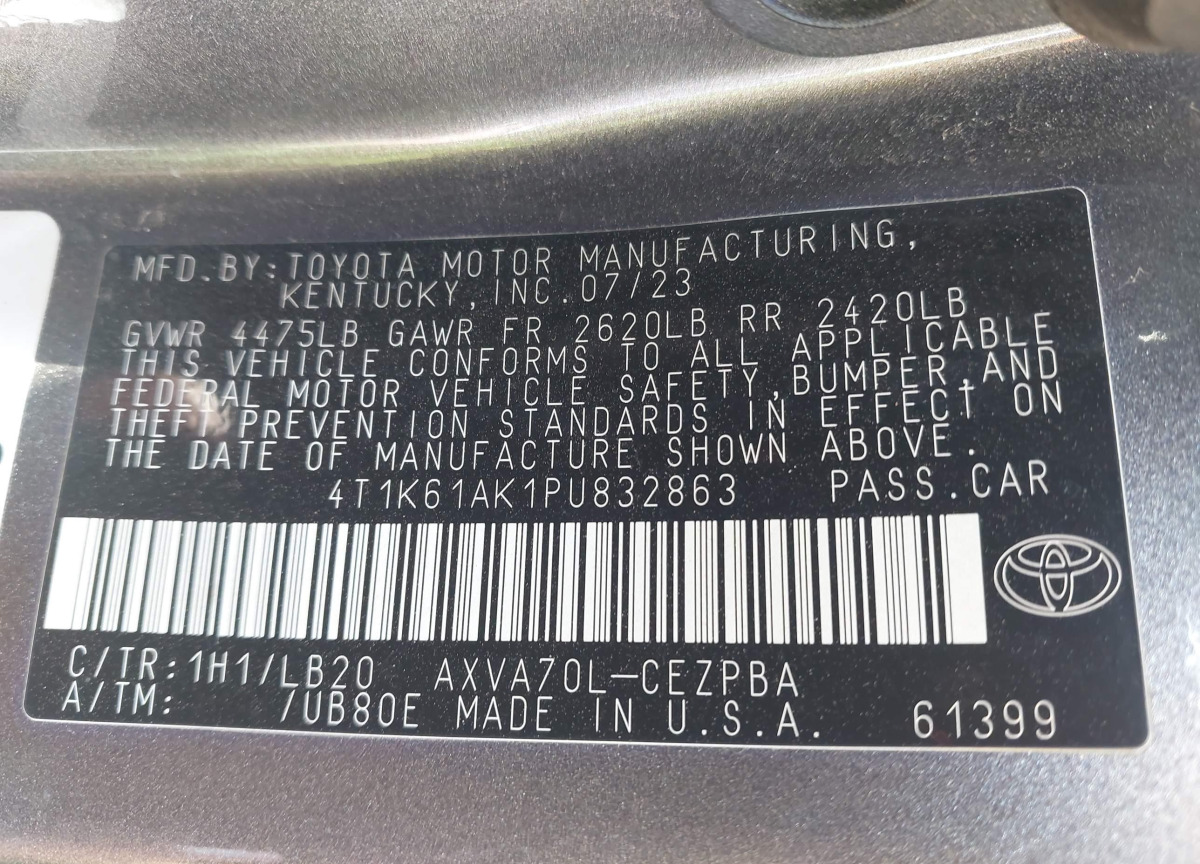 MFD.BY:TOYOTA MOTOR MANUFACTURING,
KENTUCKY, INC.07/23
GVWR 4475LB GAWR FR 2620LB RR 2420LB
THIS VEHICLE CONFORMS TO ALL APPLICABLE
FEDERAL MOTOR VEHICLE SAFETY,BUMPER,AND
THEFT PREVENTION STANDARDS IN EFFECT ON
THE DATE OF MANUFACTURE SHOWN ABOVE.
4T1K61AK1PU832863 PASS.CAR
C/TR:1H1/LB20 AXVA70L-CEZPBA
A/TM: /UB80E MADE IN U.S.A. 61399